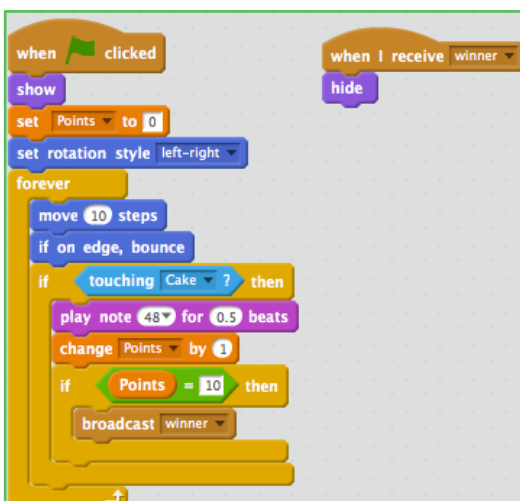 when clicked
show
set Points to 0
set rotation style left-right
forever
move 10 steps
if on edge, bounce
if touching Cake ? then
play note 48 for 0.5 beats
change Points by 1
if Points = 10 then
broadcast winner
when I receive winner
hide